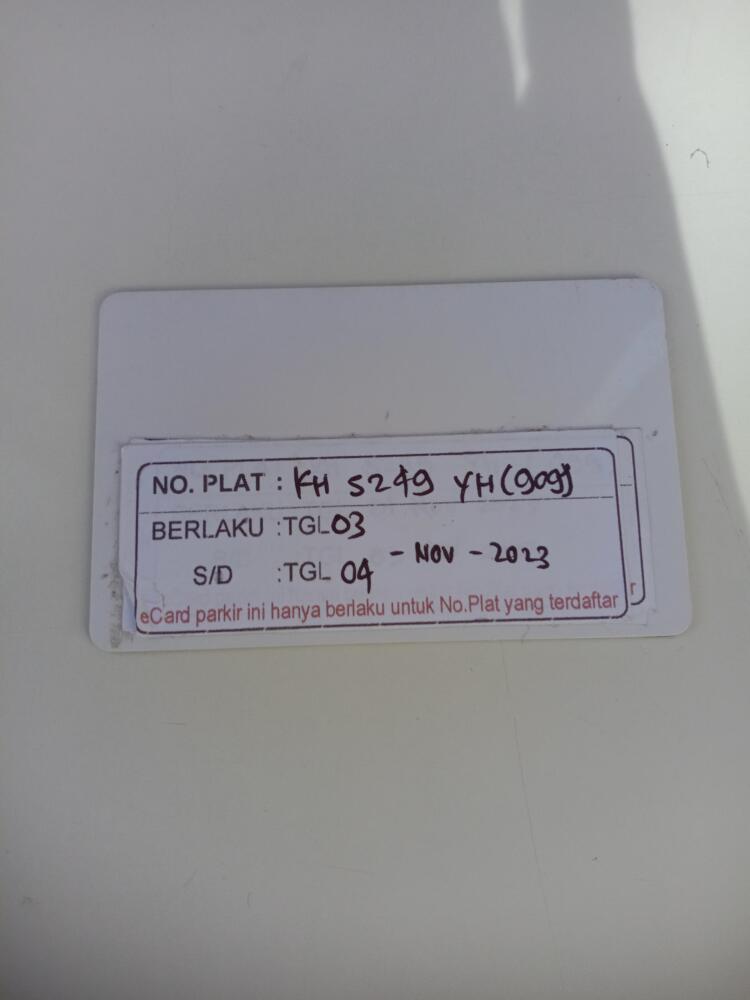 NO. PLAT : KH 5249 YH (909)
BERLAKU :TGL 03
- NOV - 2023
S/D :TGL 04
eCard parkir ini hanya berlaku untuk No.Plat yang terdaftar
r